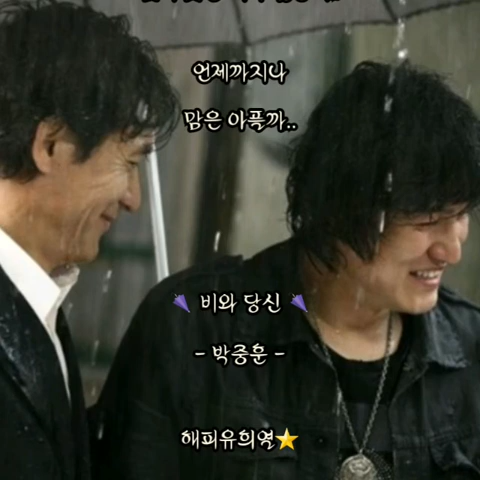 언제까지나
맘은 아플까..
비와 당신
- 박중훈 -
해피유희열